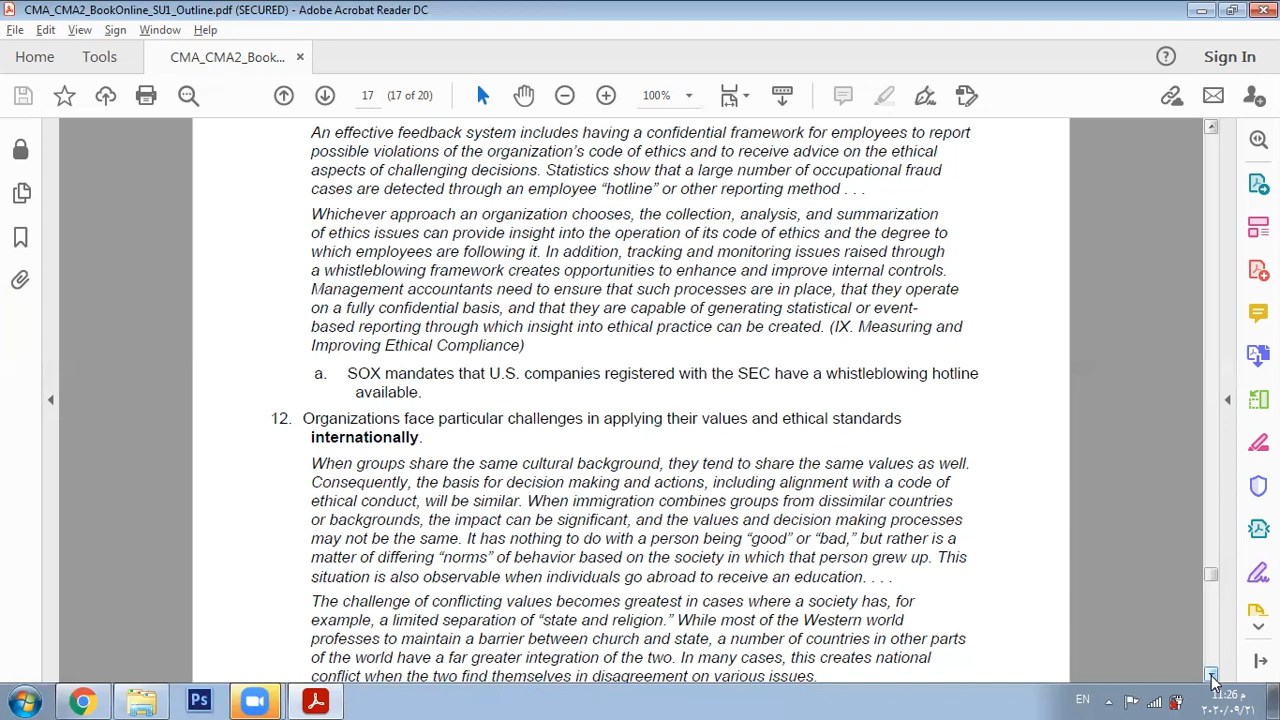 CMA_CMA2_BookOnline_SU1_Outline.pdf (SECURED) - Adobe Acrobat Reader DC
File Edit View Sign Window Help
Home Tools CMA_CMA2_Book... × Sign In
17 (17 of 20) 100%
An effective feedback system includes having a confidential framework for employees to report
possible violations of the organization's code of ethics and to receive advice on the ethical
aspects of challenging decisions. Statistics show that a large number of occupational fraud
cases are detected through an employee “hotline” or other reporting method . . .
Whichever approach an organization chooses, the collection, analysis, and summarization
of ethics issues can provide insight into the operation of its code of ethics and the degree to
which employees are following it. In addition, tracking and monitoring issues raised through
a whistleblowing framework creates opportunities to enhance and improve internal controls.
Management accountants need to ensure that such processes are in place, that they operate
on a fully confidential basis, and that they are capable of generating statistical or event-
based reporting through which insight into ethical practice can be created. (IX. Measuring and
Improving Ethical Compliance)
a. SOX mandates that U.S. companies registered with the SEC have a whistleblowing hotline
available.
12. Organizations face particular challenges in applying their values and ethical standards
internationally.
When groups share the same cultural background, they tend to share the same values as well.
Consequently, the basis for decision making and actions, including alignment with a code of
ethical conduct, will be similar. When immigration combines groups from dissimilar countries
or backgrounds, the impact can be significant, and the values and decision making processes
may not be the same. It has nothing to do with a person being “good” or “bad,” but rather is a
matter of differing “norms” of behavior based on the society in which that person grew up. This
situation is also observable when individuals go abroad to receive an education. . . .
The challenge of conflicting values becomes greatest in cases where a society has, for
example, a limited separation of “state and religion.” While most of the Western world
professes to maintain a barrier between church and state, a number of countries in other parts
of the world have a far greater integration of the two. In many cases, this creates national
conflict when the two find themselves in disagreement on various issues.
Ps EN م 11:26
٢٠٢٠/٠٩/٢١